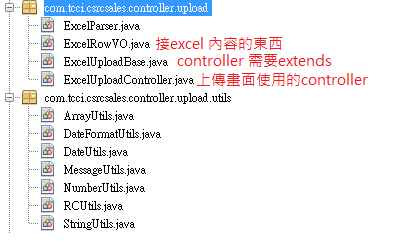 com.tcci.csrcsales.controller.upload
ExcelParser.java
ExcelRowVO.java 接excel 內容的東西
ExcelUploadBase.java controller 需要extends
ExcelUploadController.java 上傳畫面使用的controller
com.tcci.csrcsales.controller.upload.utils
ArrayUtils.java
DateFormatUtils.java
DateUtils.java
MessageUtils.java
NumberUtils.java
RCUtils.java
StringUtils.java